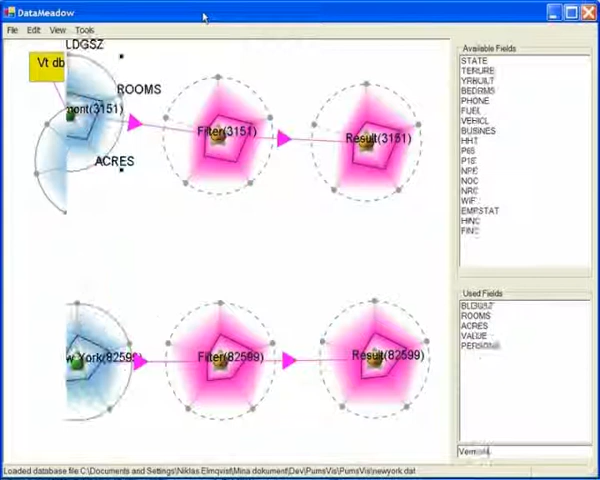 DataMeadow
File Edit View Tools
LDGSZ
Vt db
ROOMS
mont(3151)
Filter(3151)
Result(3151)
ACRES
w York(82599)
Filter(82599)
Result(82599)
Available Fields
STATE
TENURE
YRBUILT
BEDRMS
PHONE
FUEL
VEHICL
BUSINES
HHT
P65
P18
NPF
NOC
NRC
WIF
EMPSTAT
HINC
FINC
Used Fields
BLDGSZ
ROOMS
ACRES
VALUE
PERSONS
Loaded database file C:\Documents and Settings\Niklas Elmqvist\Mina dokument\Dev\PumsVis\PumsVis\newyork.dat